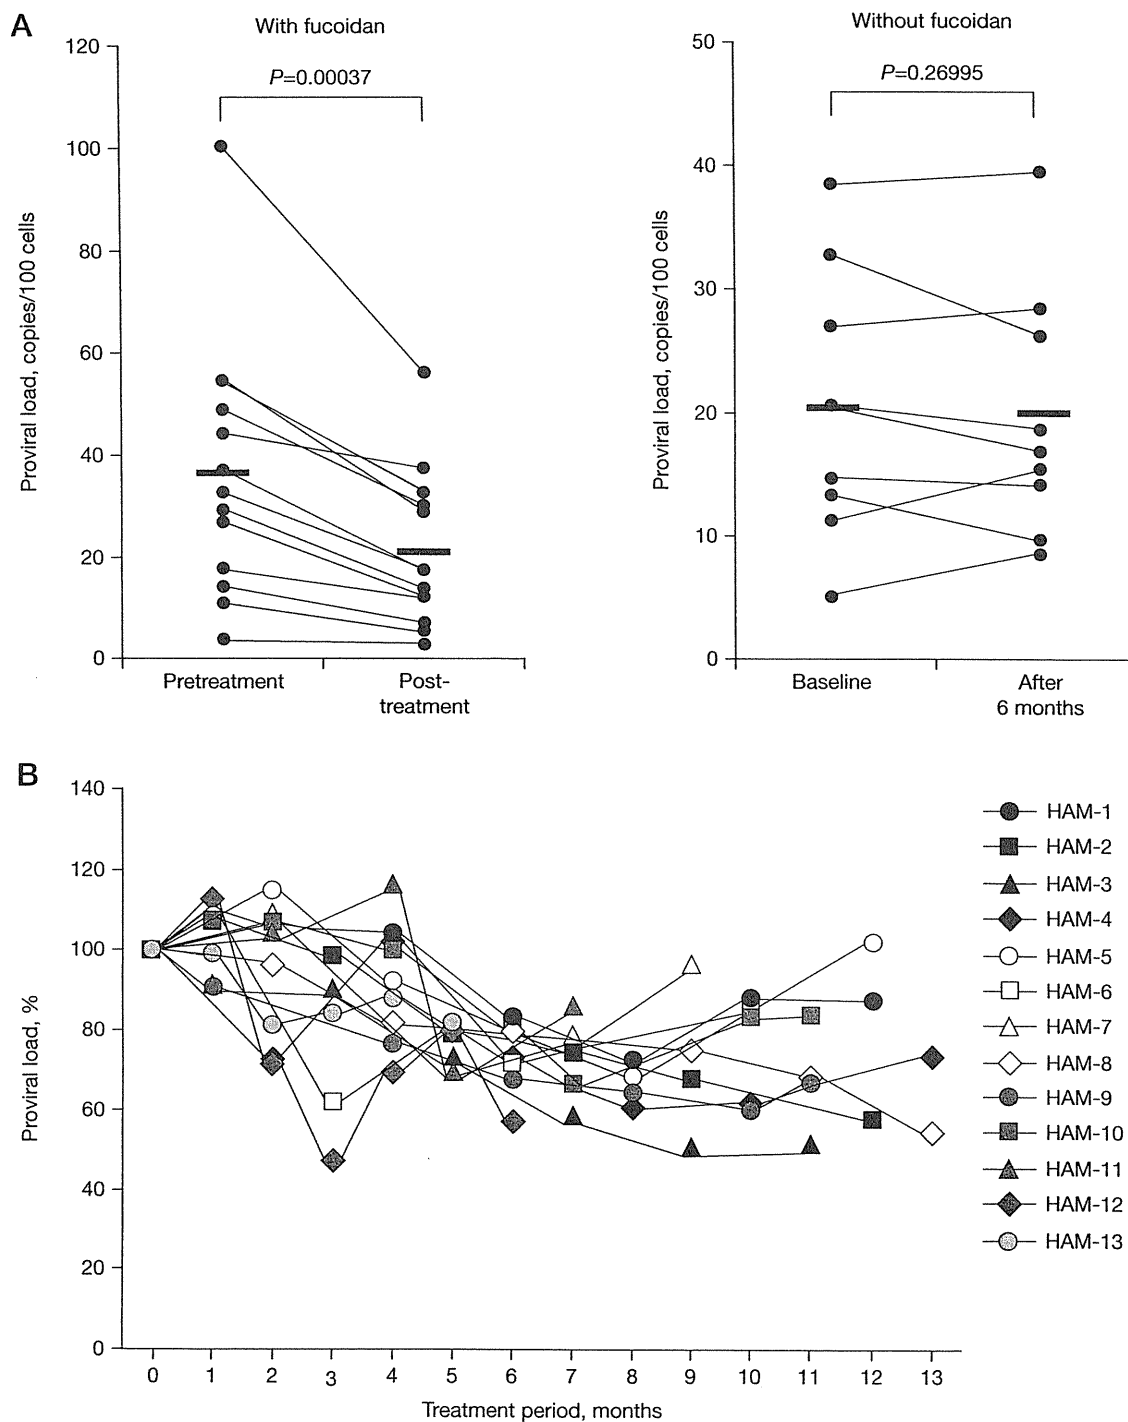 A
With fucoidan
P=0.00037
Proviral load, copies/100 cells
120
100
80
60
40
20
0
Pretreatment
Post-
treatment
Without fucoidan
P=0.26995
Proviral load, copies/100 cells
50
40
30
20
10
0
Baseline
After
6 months
B
Proviral load, %
140
120
100
80
60
40
20
0
0 1 2 3 4 5 6 7 8 9 10 11 12 13
Treatment period, months
HAM-1
HAM-2
HAM-3
HAM-4
HAM-5
HAM-6
HAM-7
HAM-8
HAM-9
HAM-10
HAM-11
HAM-12
HAM-13